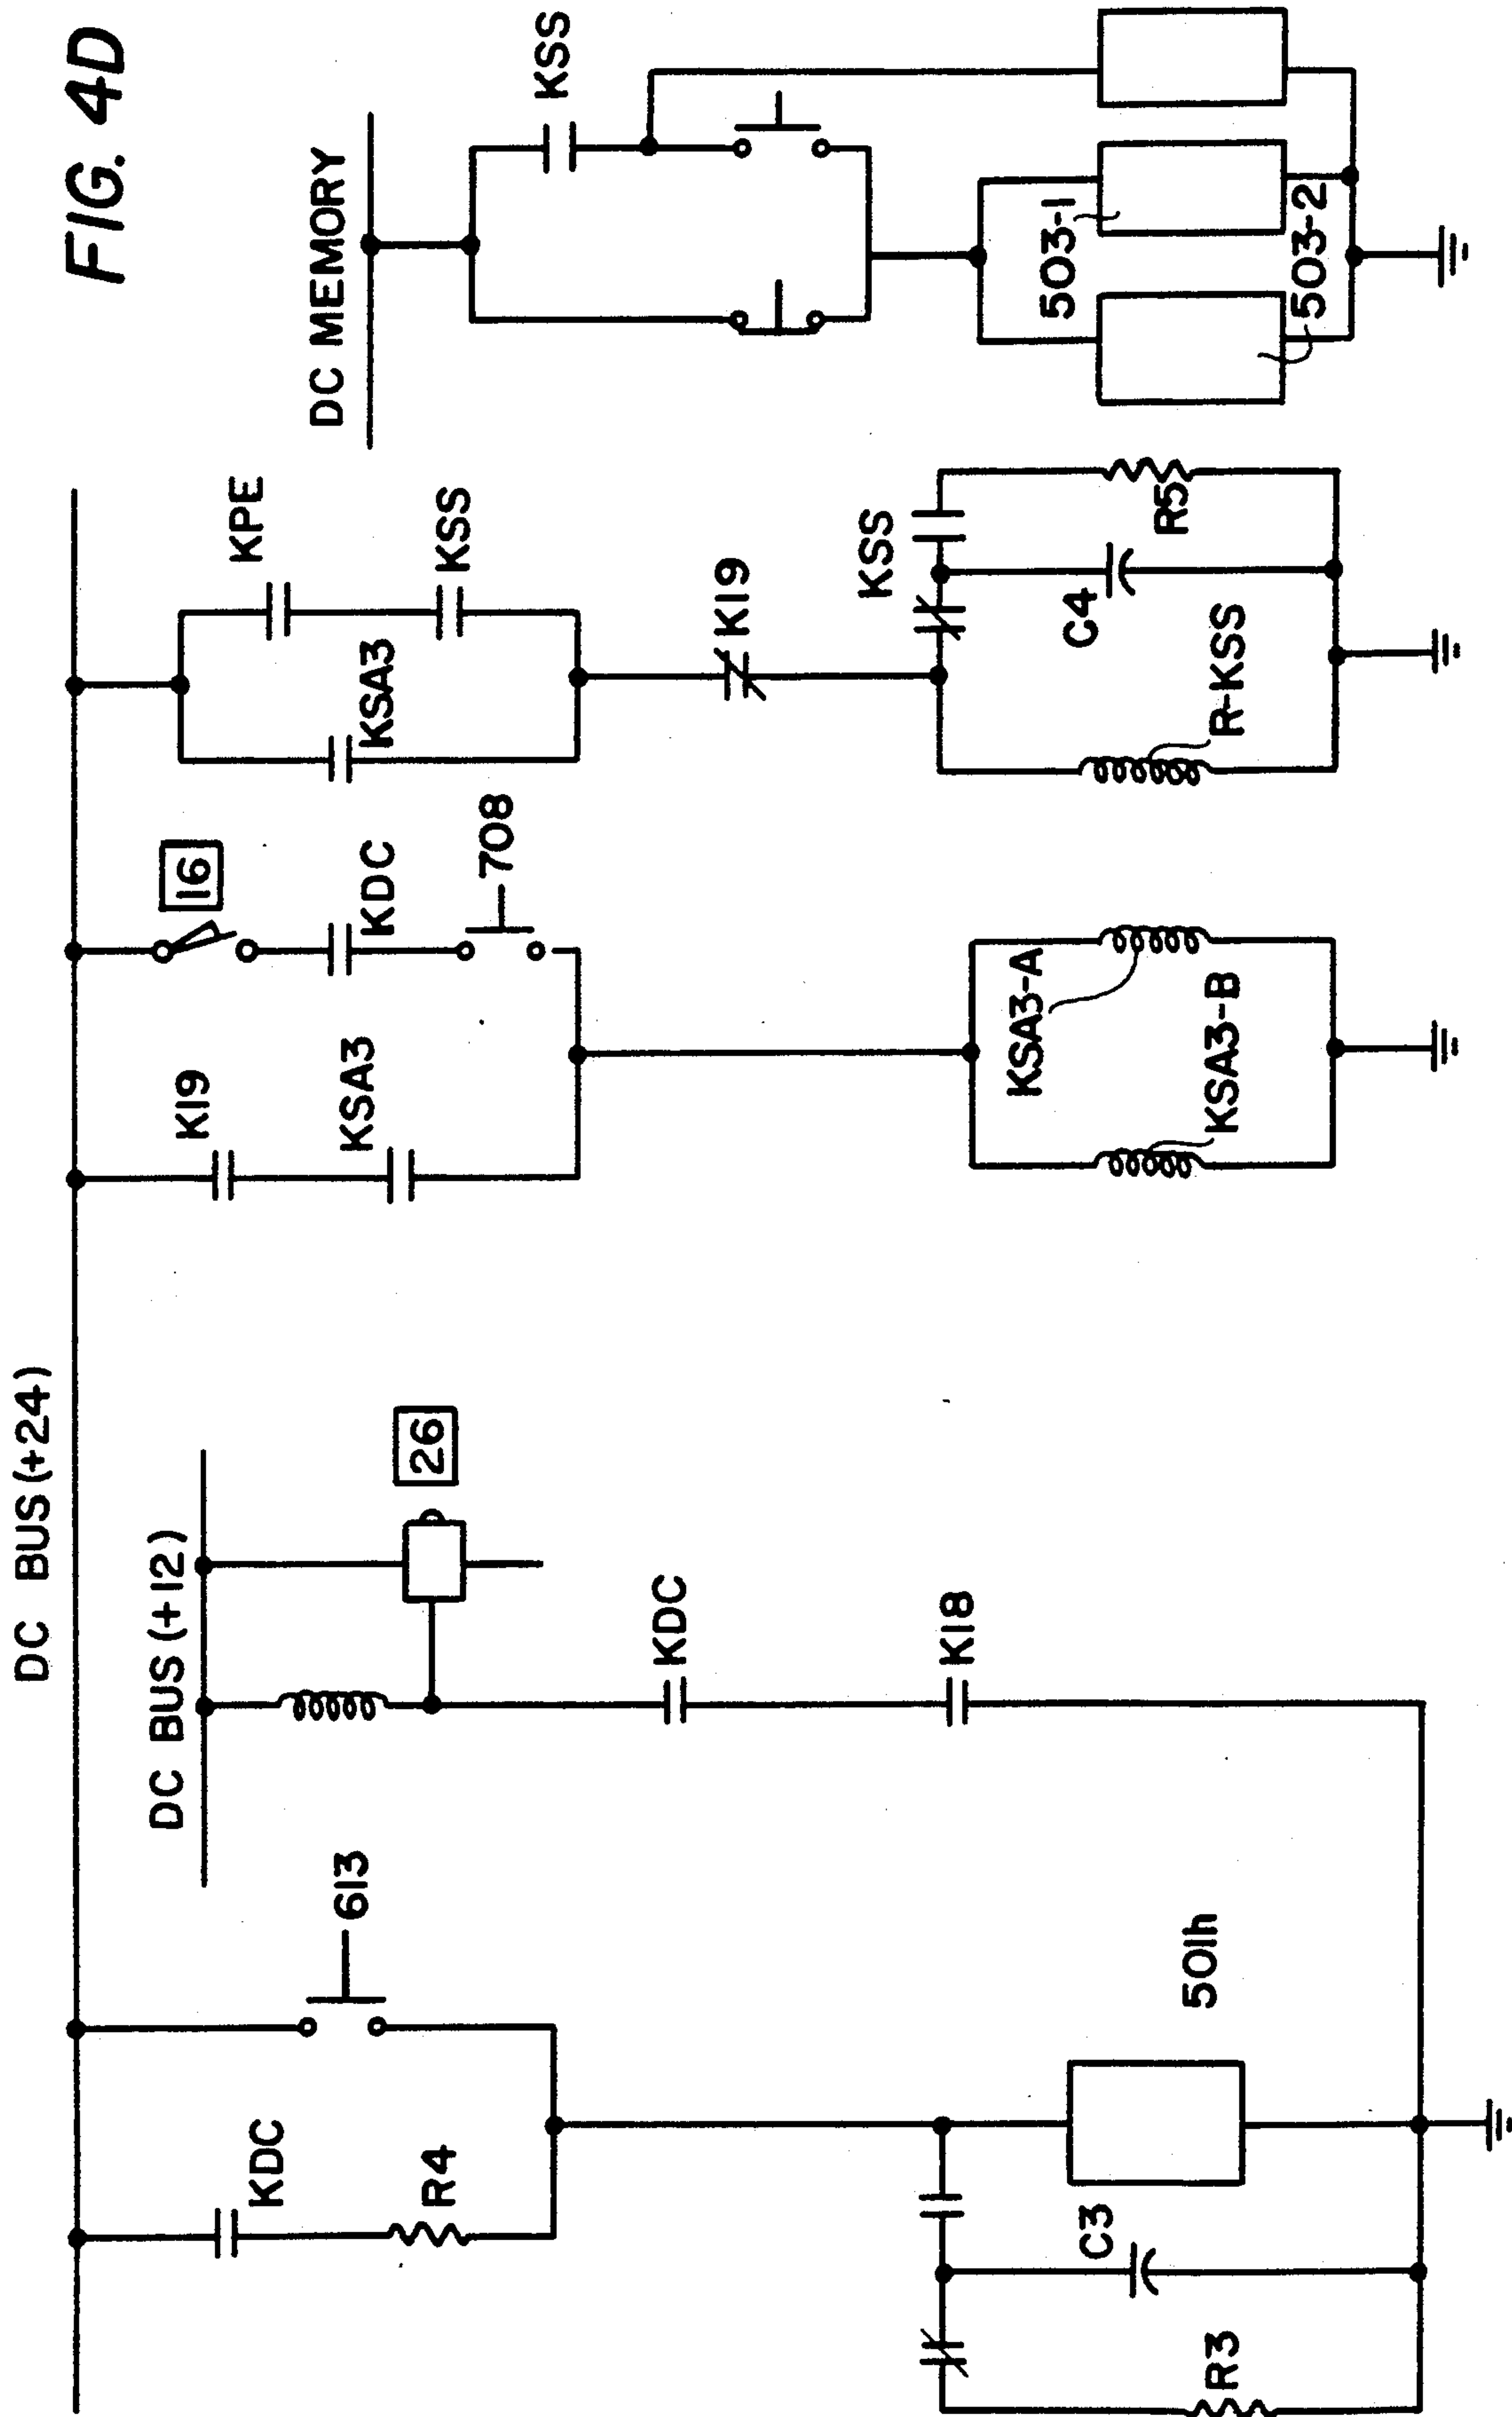 FIG. 4D
DC BUS (+24)
DC BUS (+12)
DC MEMORY
KDC
R4
613
26
KDC
K18
501h
C3
R3
K19
KSA3
16
KDC
708
KSA3-A
KSA3-B
KPE
KSS
KSA3
K19
KSS
C4
R5
R-KSS
KSS
503-1
503-2